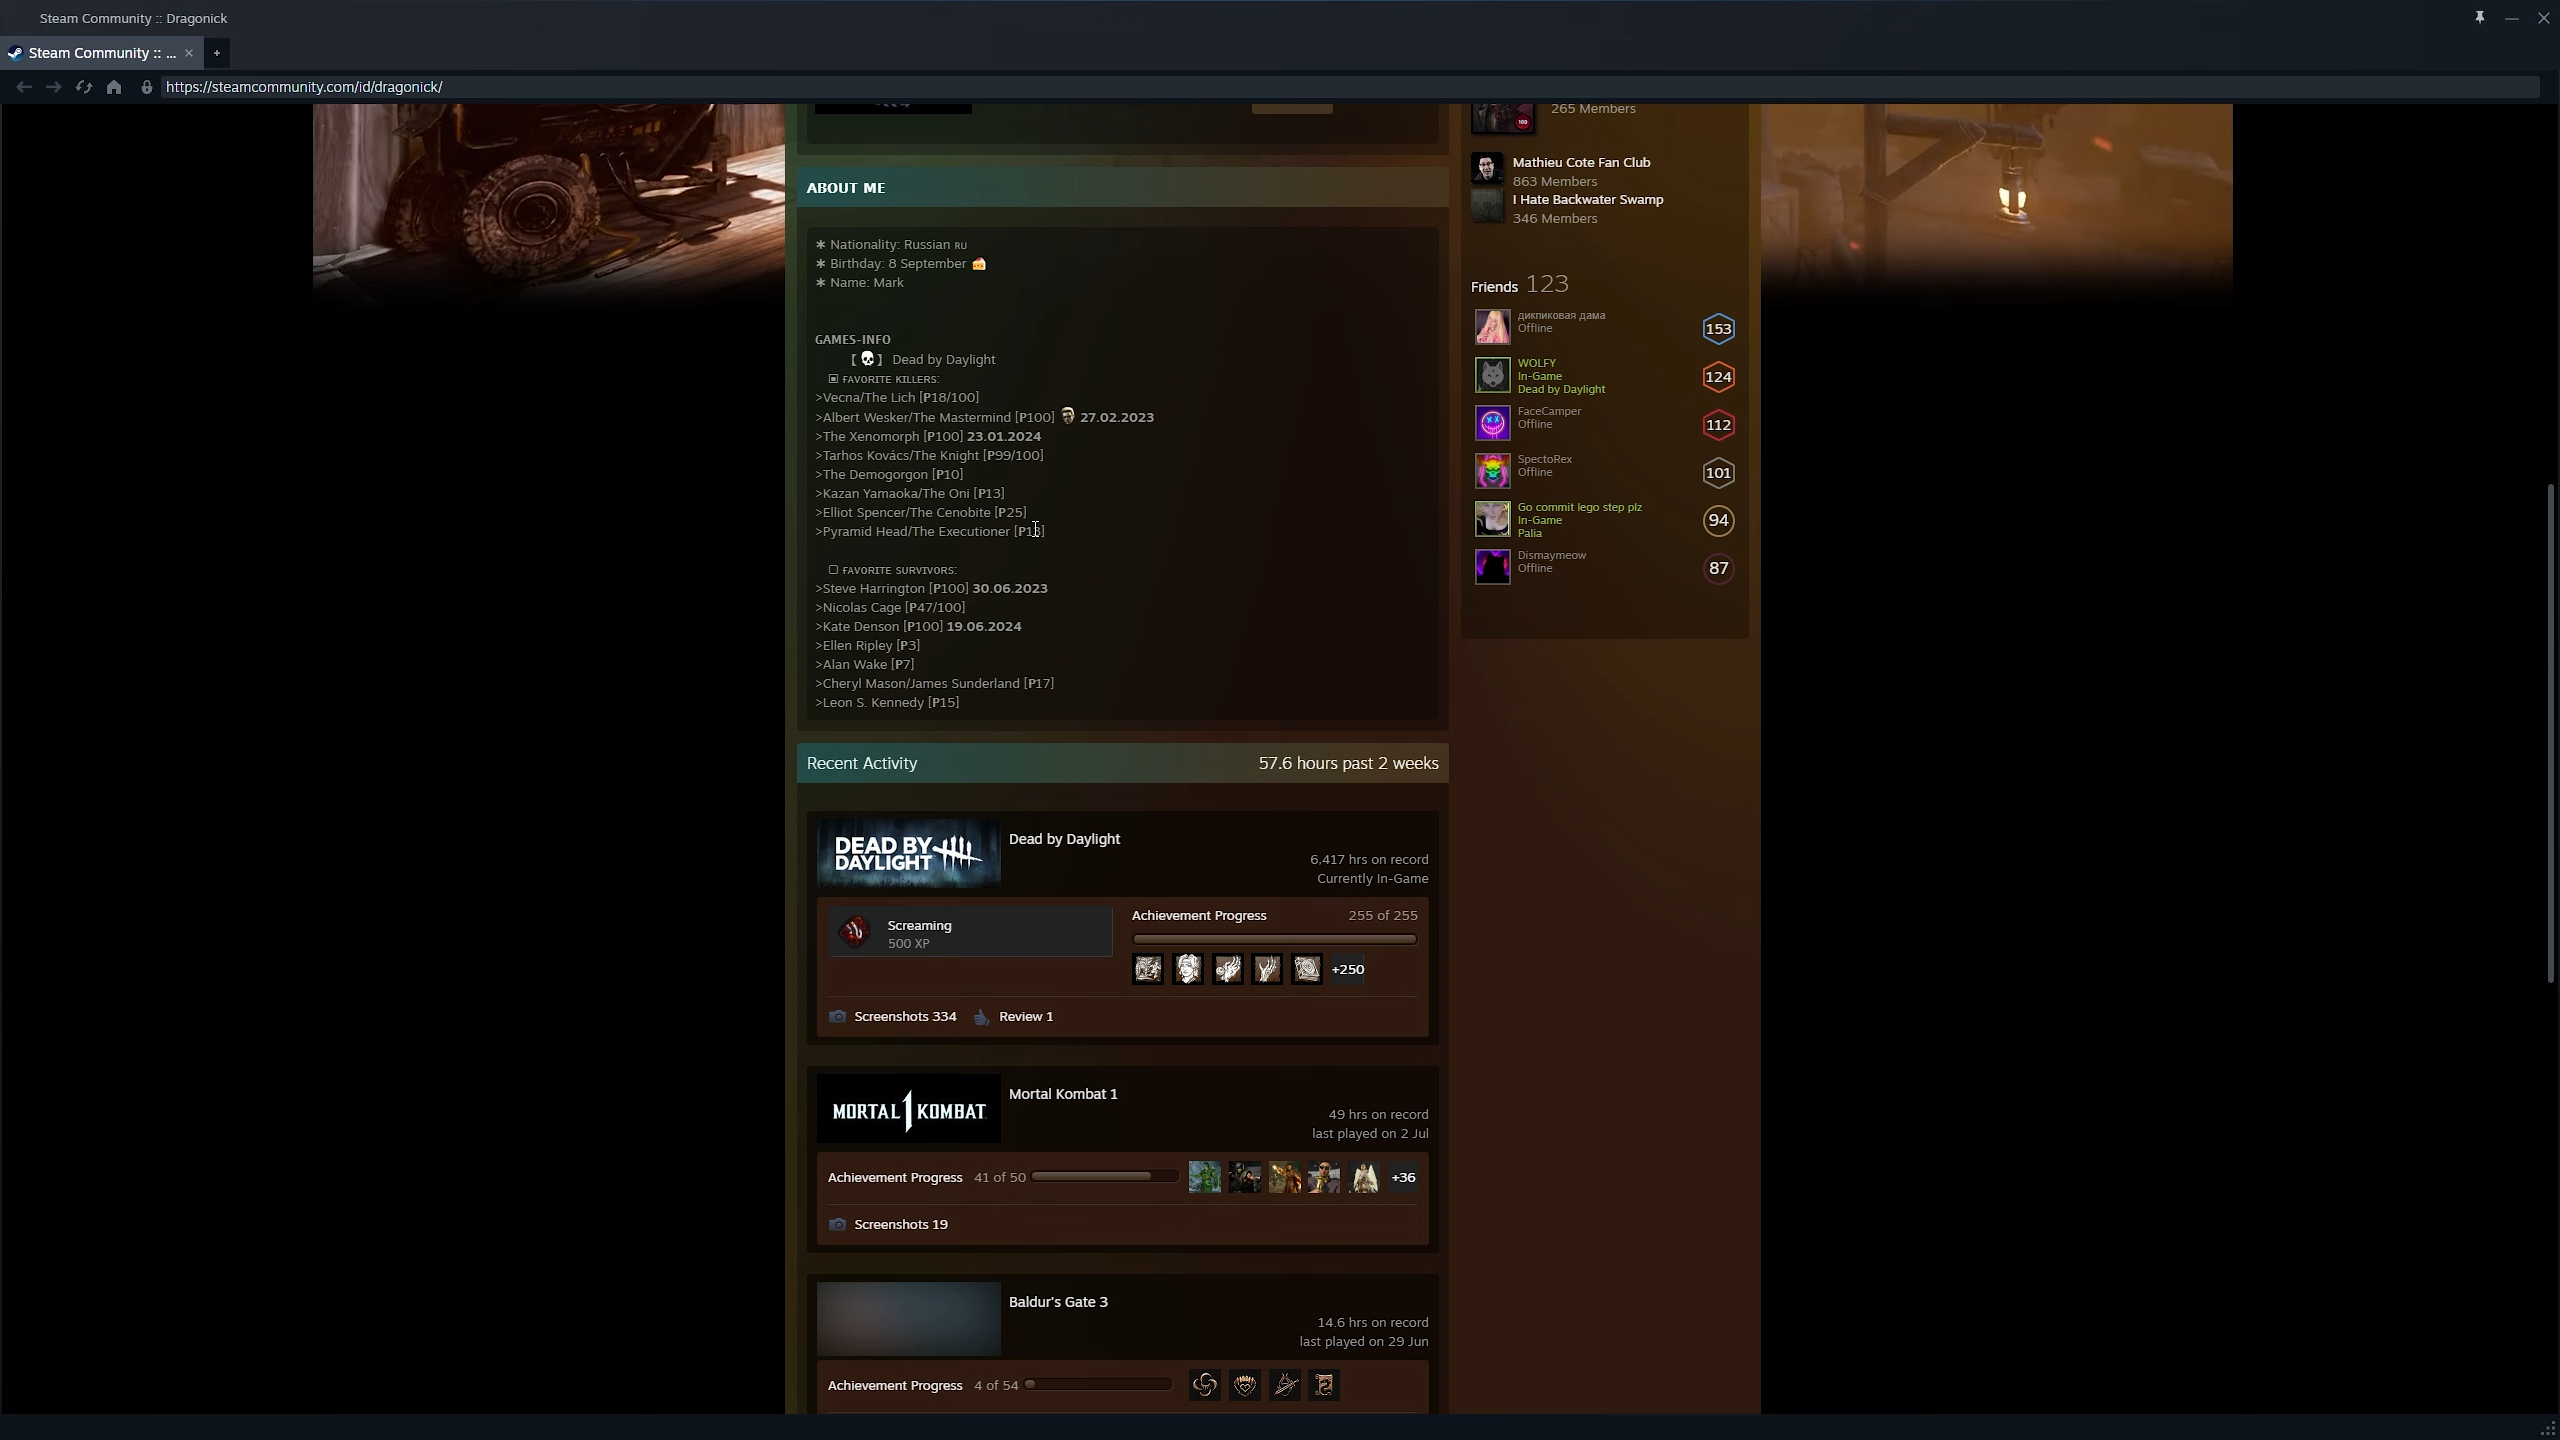 Steam Community :: Dragonick
Steam Community :: ...
https://steamcommunity.com/id/dragonick/
265 Members
Mathieu Cote Fan Club
863 Members
I Hate Backwater Swamp
346 Members
Friends 123
дикпиковая дама
Offline
153
WOLFY
In-Game
Dead by Daylight
124
FaceCamper
Offline
112
SpectoRex
Offline
101
Go commit lego step plz
In-Game
Palia
94
Dismaymeow
Offline
87
ABOUT ME
∗ Nationality: Russian ʀᴜ
∗ Birthday: 8 September 🍰
∗ Name: Mark
GAMES-INFO
[ 💀 ] Dead by Daylight
▣ ꜰᴀᴠᴏʀɪᴛᴇ ᴋɪʟʟᴇʀꜱ:
>Vecna/The Lich [P18/100]
>Albert Wesker/The Mastermind [P100] 27.02.2023
>The Xenomorph [P100] 23.01.2024
>Tarhos Kovács/The Knight [P99/100]
>The Demogorgon [P10]
>Kazan Yamaoka/The Oni [P13]
>Elliot Spencer/The Cenobite [P25]
>Pyramid Head/The Executioner
☐ ꜰᴀᴠᴏʀɪᴛᴇ ꜱᴜʀᴠɪᴠᴏʀꜱ:
>Steve Harrington [P100] 30.06.2023
>Nicolas Cage [P47/100]
>Kate Denson [P100] 19.06.2024
>Ellen Ripley [P3]
>Alan Wake [P7]
>Cheryl Mason/James Sunderland [P17]
>Leon S. Kennedy [P15]
Recent Activity 57.6 hours past 2 weeks
DEAD BY
DAYLIGHT
Dead by Daylight
6,417 hrs on record
Currently In-Game
Screaming
500 XP
Achievement Progress 255 of 255
+250
Screenshots 334 Review 1
MORTAL 1 KOMBAT
Mortal Kombat 1
49 hrs on record
last played on 2 Jul
Achievement Progress 41 of 50 +36
Screenshots 19
Baldur's Gate 3
14.6 hrs on record
last played on 29 Jun
Achievement Progress 4 of 54